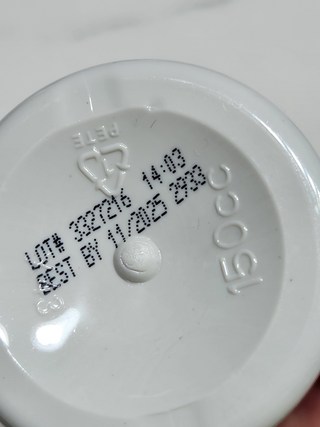 PETE
LOT# 3327216 14:03
BEST BY 11/2025 2933
150cc